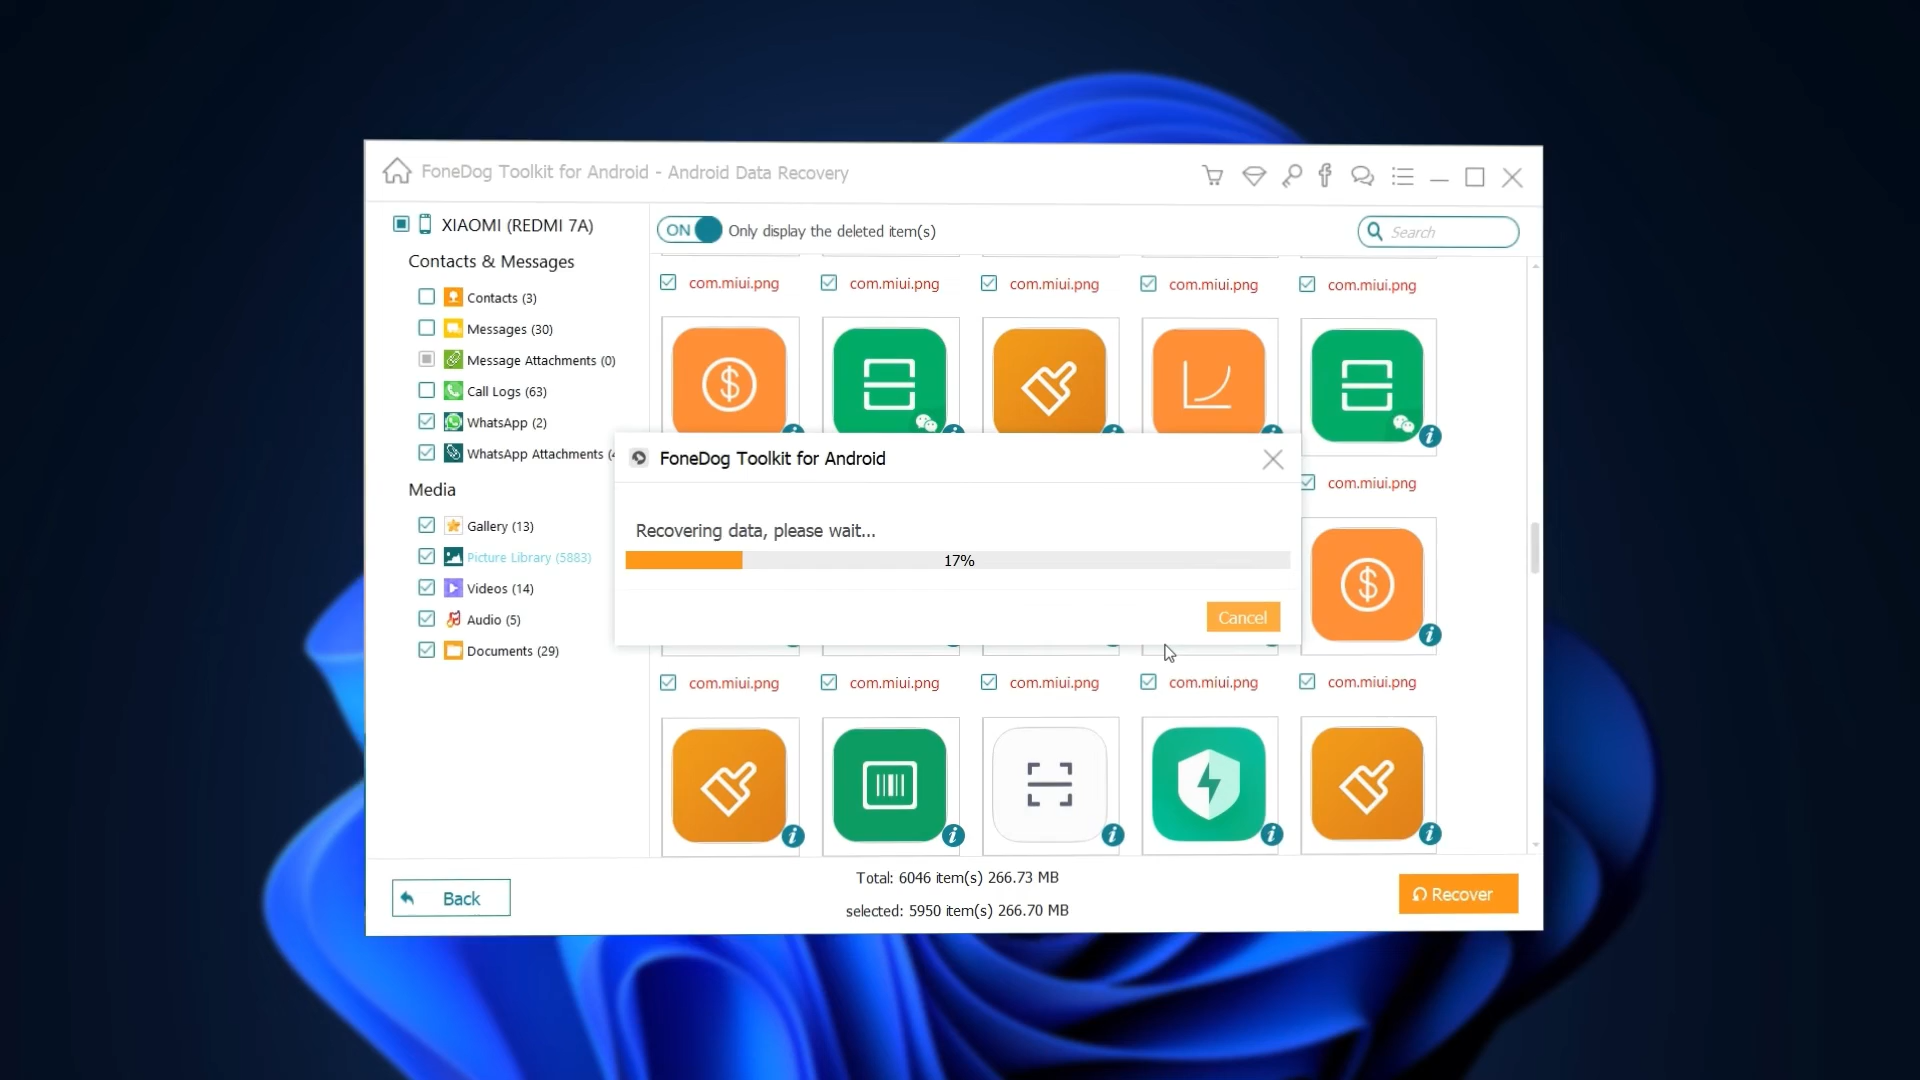 FoneDog Toolkit for Android - Android Data Recovery
XIAOMI (REDMI 7A)
ON Only display the deleted item(s)
Search
Contacts & Messages
Contacts (3)
Messages (30)
Message Attachments (0)
Call Logs (63)
WhatsApp (2)
WhatsApp Attachments (
Media
Gallery (13)
Picture Library (5883)
Videos (14)
Audio (5)
Documents (29)
com.miui.png com.miui.png com.miui.png com.miui.png com.miui.png
com.miui.png
FoneDog Toolkit for Android
Recovering data, please wait...
17%
Cancel
com.miui.png com.miui.png com.miui.png com.miui.png com.miui.png
Back
Total: 6046 item(s) 266.73 MB
selected: 5950 item(s) 266.70 MB
Recover